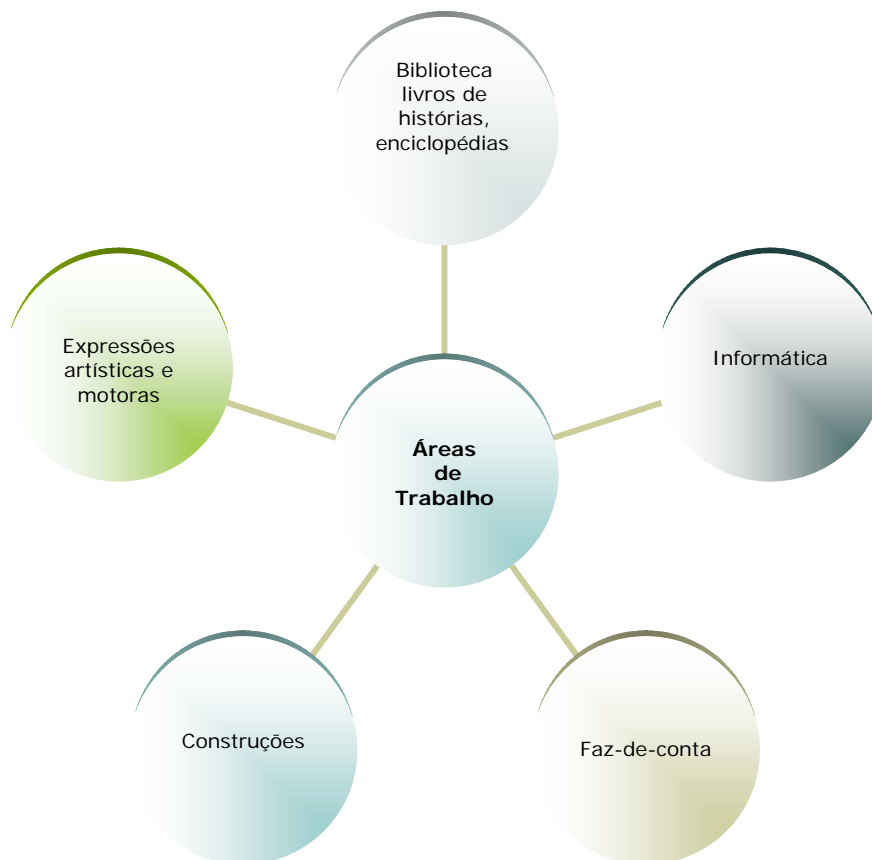 Biblioteca
livros de
histórias,
enciclopédias
Expressões
artísticas e
motoras
Informática
Áreas
de
Trabalho
Construções
Faz-de-conta